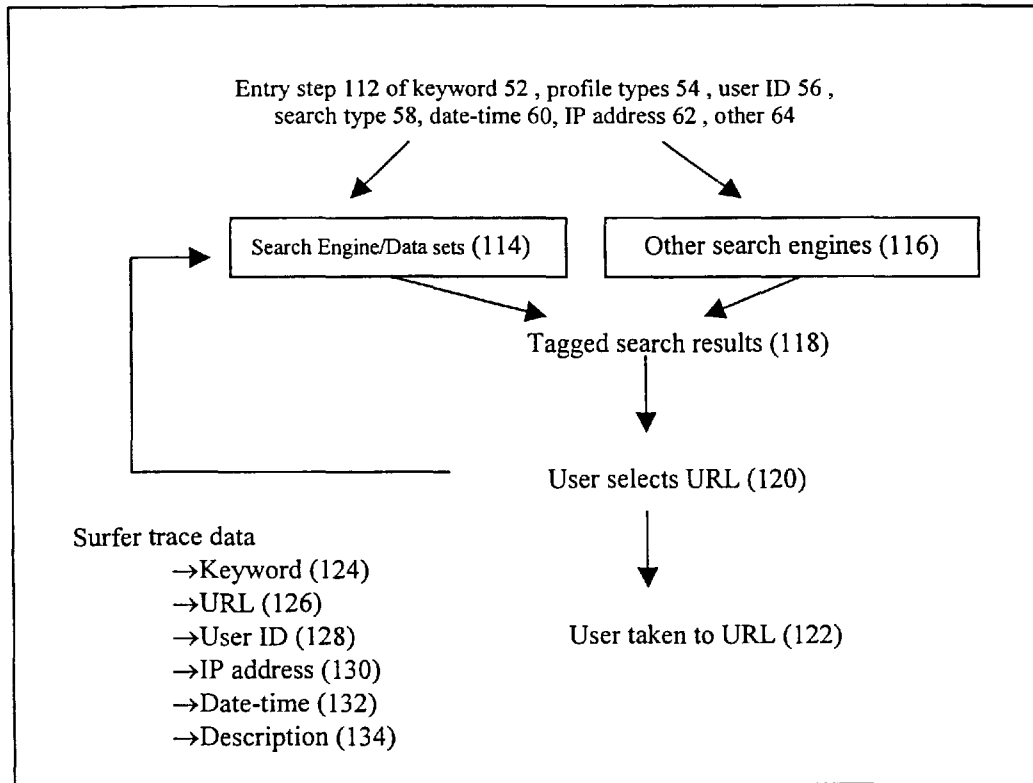 Entry step 112 of keyword 52 , profile types 54 , user ID 56 ,
search type 58, date-time 60, IP address 62 , other 64
Search Engine/Data sets (114)
Other search engines (116)
Tagged search results (118)
User selects URL (120)
Surfer trace data
→Keyword (124)
→URL (126)
→User ID (128)
→IP address (130)
→Date-time (132)
→Description (134)
User taken to URL (122)